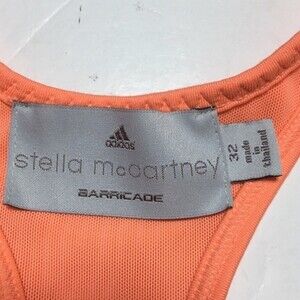 adidas
stella mccartney
BARRICADE
32
made
in
thailand